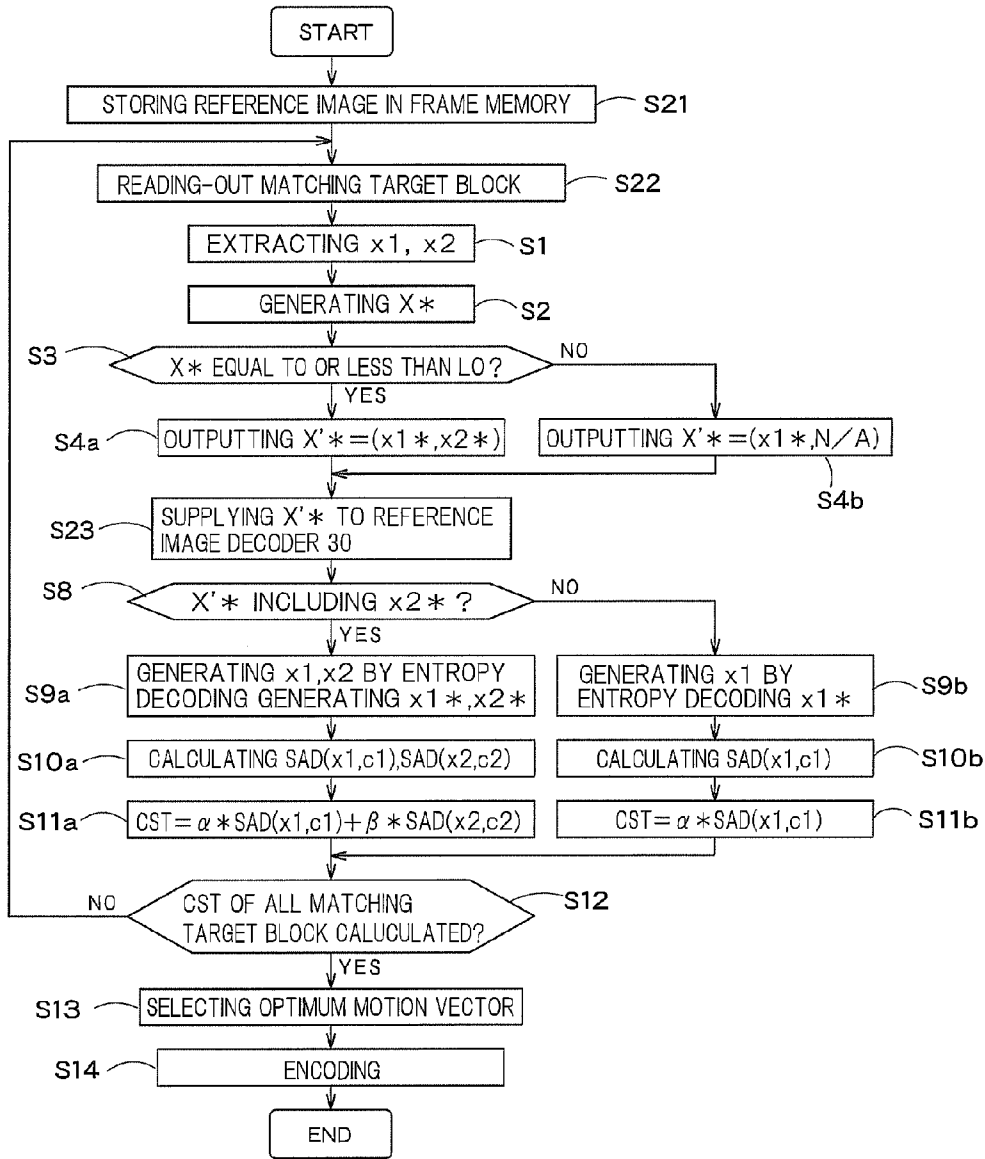 START
STORING REFERENCE IMAGE IN FRAME MEMORY
S21
READING-OUT MATCHING TARGET BLOCK
S22
EXTRACTING x1, x2
S1
GENERATING X*
S2
S3
X* EQUAL TO OR LESS THAN L0?
NO
YES
S4a
OUTPUTTING X'*=(x1*,x2*)
OUTPUTTING X'*=(x1*,N/A)
S4b
S23
SUPPLYING X'* TO REFERENCE
IMAGE DECODER 30
S8
X'* INCLUDING x2* ?
NO
YES
S9a
GENERATING x1,x2 BY ENTROPY
DECODING GENERATING x1*,x2*
GENERATING x1 BY
ENTROPY DECODING x1*
S9b
S10a
CALCULATING SAD(x1,c1),SAD(x2,c2)
CALCULATING SAD(x1,c1)
S10b
S11a
CST=α*SAD(x1,c1)+β*SAD(x2,c2)
CST=α*SAD(x1,c1)
S11b
NO
CST OF ALL MATCHING
TARGET BLOCK CALUCULATED?
S12
YES
S13
SELECTING OPTIMUM MOTION VECTOR
S14
ENCODING
END